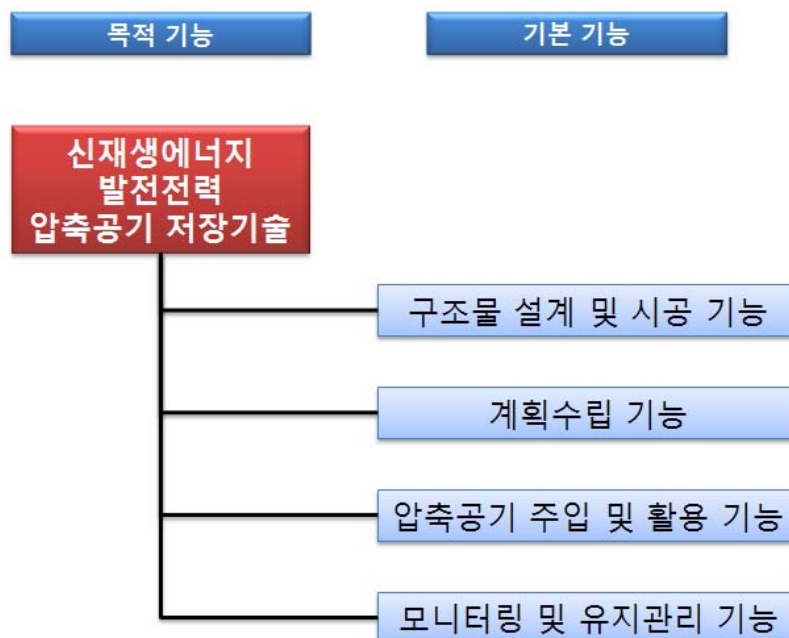 목적 기능
기본 기능
신재생에너지
발전전력
압축공기 저장기술
구조물 설계 및 시공 기능
계획수립 기능
압축공기 주입 및 활용 기능
모니터링 및 유지관리 기능